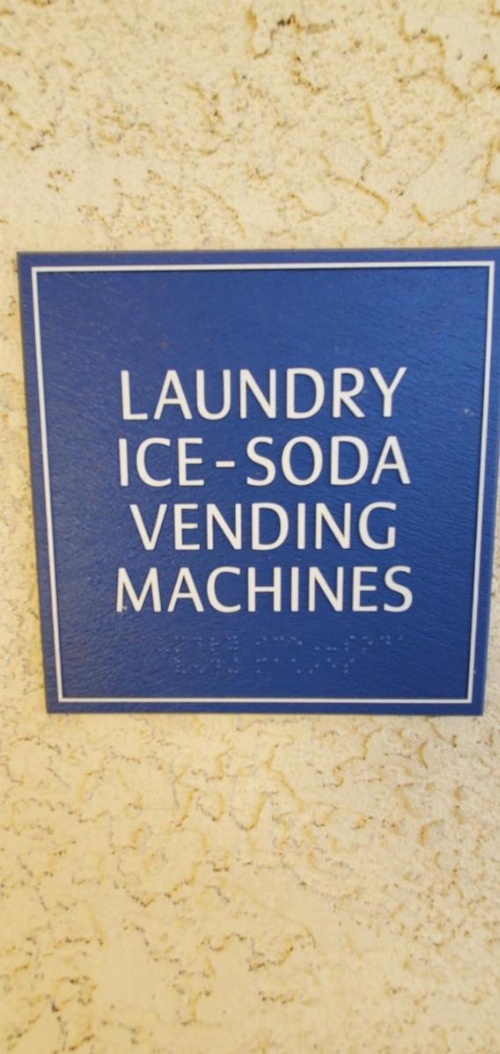 LAUNDRY
ICE-SODA
VENDING
MACHINES